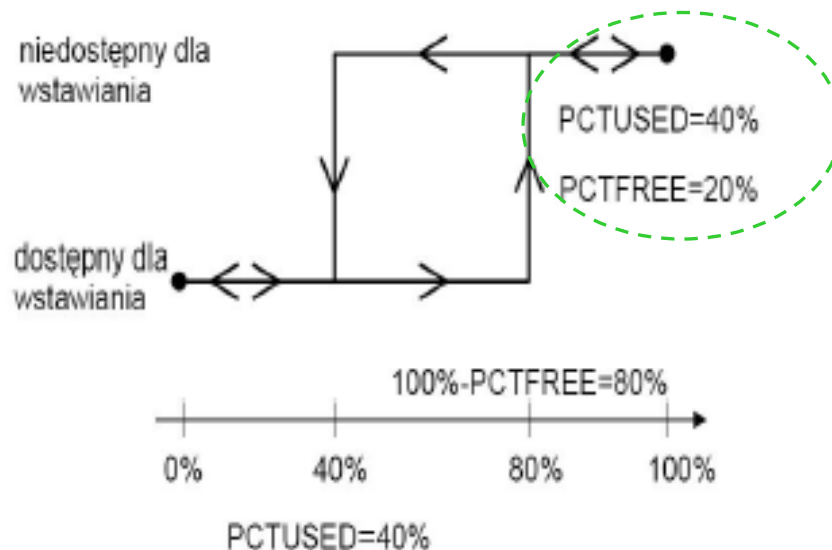 niedostępny dla
wstawiania
PCTUSED=40%
PCTFREE=20%
dostępny dla
wstawiania
100%-PCTFREE=80%
0% 40% 80% 100%
PCTUSED=40%